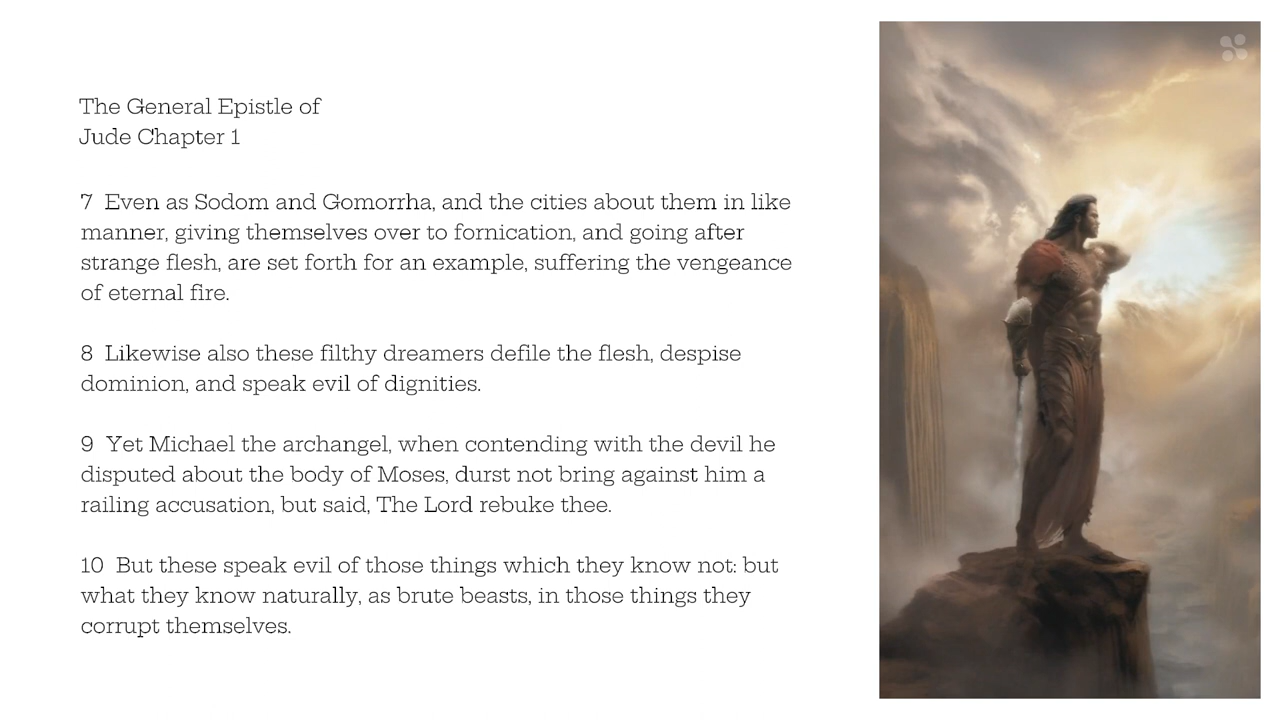 The General Epistle of
Jude Chapter 1
7 Even as Sodom and Gomorrha, and the cities about them in like
manner, giving themselves over to fornication, and going after
strange flesh, are set forth for an example, suffering the vengeance
of eternal fire.
8 Likewise also these filthy dreamers defile the flesh, despise
dominion, and speak evil of dignities.
9 Yet Michael the archangel, when contending with the devil he
disputed about the body of Moses, durst not bring against him a
railing accusation, but said, The Lord rebuke thee.
10 But these speak evil of those things which they know not: but
what they know naturally, as brute beasts, in those things they
corrupt themselves.